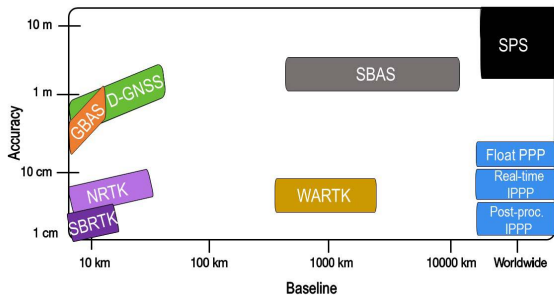 10 m
SPS
SBAS
D-GNSS
1 m
GBAS
Accuracy
Float PPP
10 cm
Real-time
IPPP
NRTK
WARTK
Post-proc.
IPPP
SBRTK
1 cm
10 km
100 km
1000 km
10000 km
Worldwide
Baseline